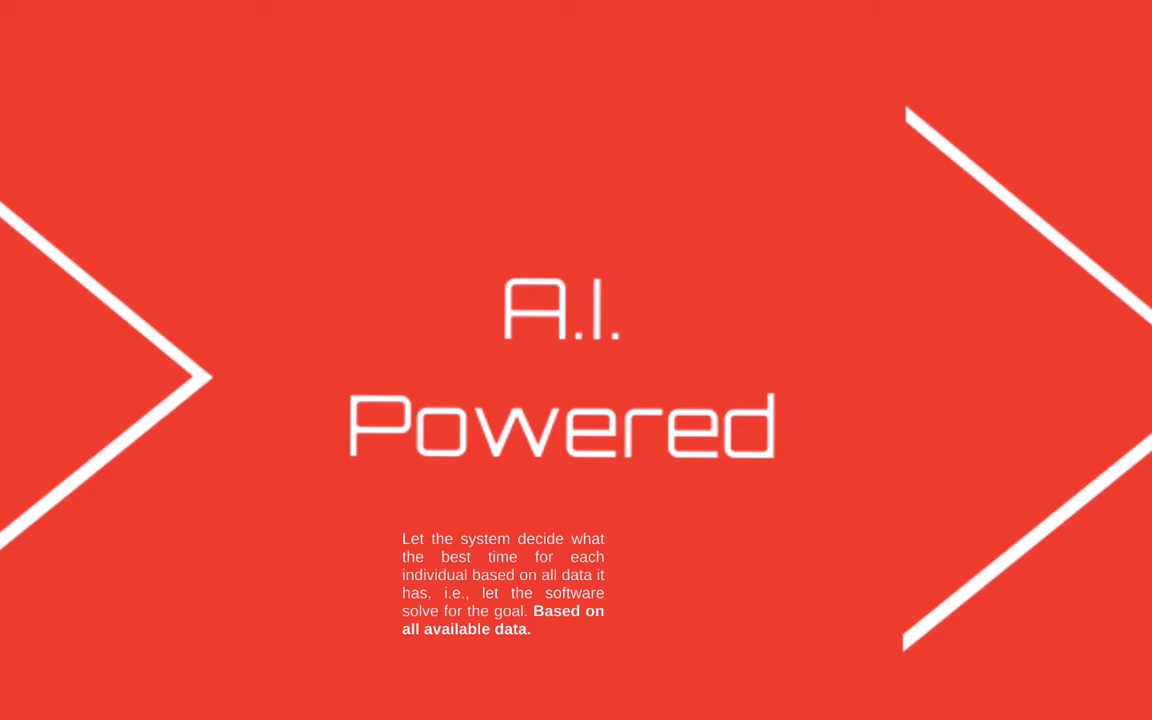 A.I.
Powered
Let the system decide what
the best time for each
individual based on all data it
has, i.e., let the software
solve for the goal. Based on
all available data.